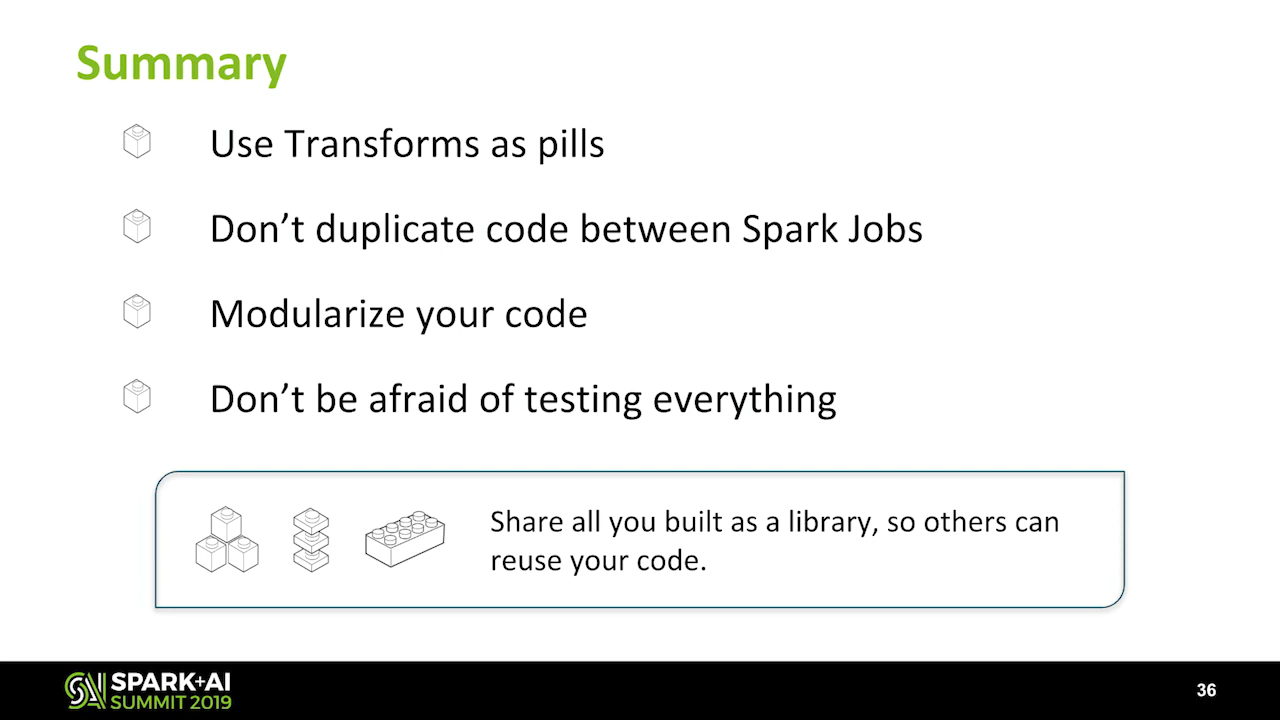 Summary
Use Transforms as pills
Don’t duplicate code between Spark Jobs
Modularize your code
Don’t be afraid of testing everything
Share all you built as a library, so others can
reuse your code.
SPARK+AI
SUMMIT 2019
36